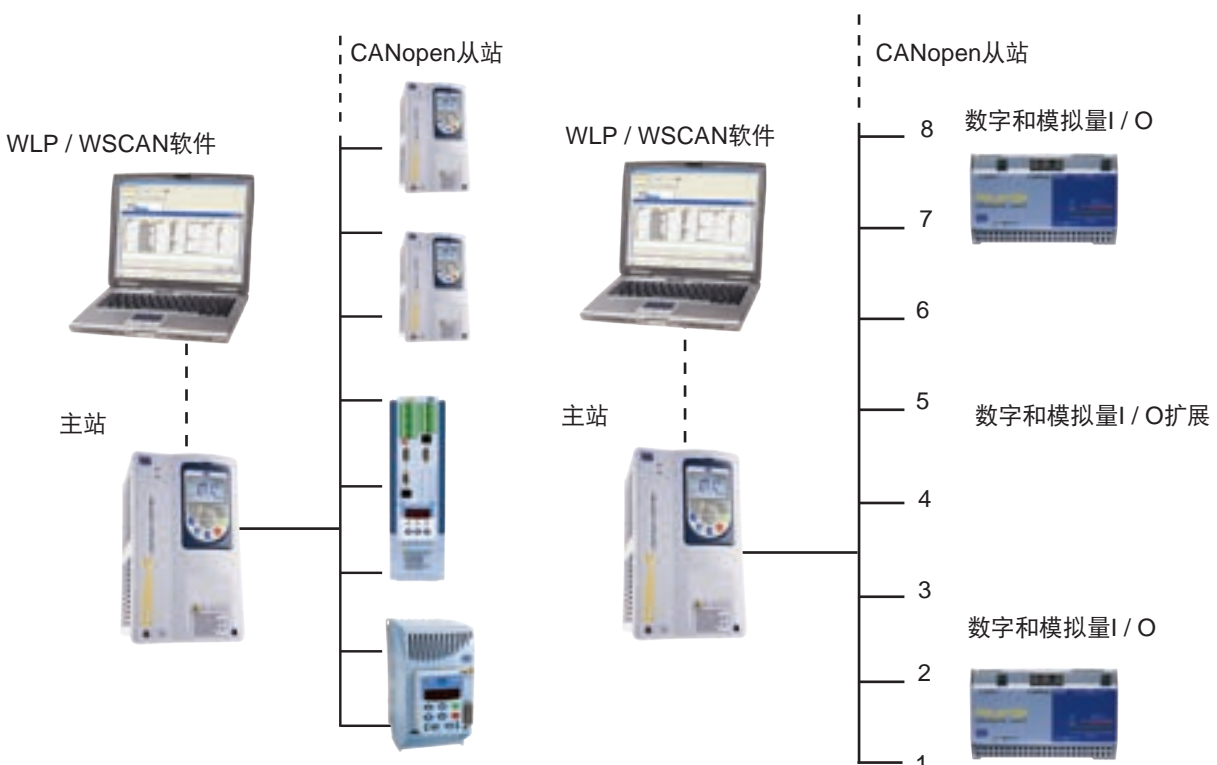 CANopen从站
WLP / WSCAN软件
主站
CANopen从站
WLP / WSCAN软件
主站
8
数字和模拟量I / O
7
6
5
数字和模拟量I / O扩展
4
3
数字和模拟量I / O
2
1